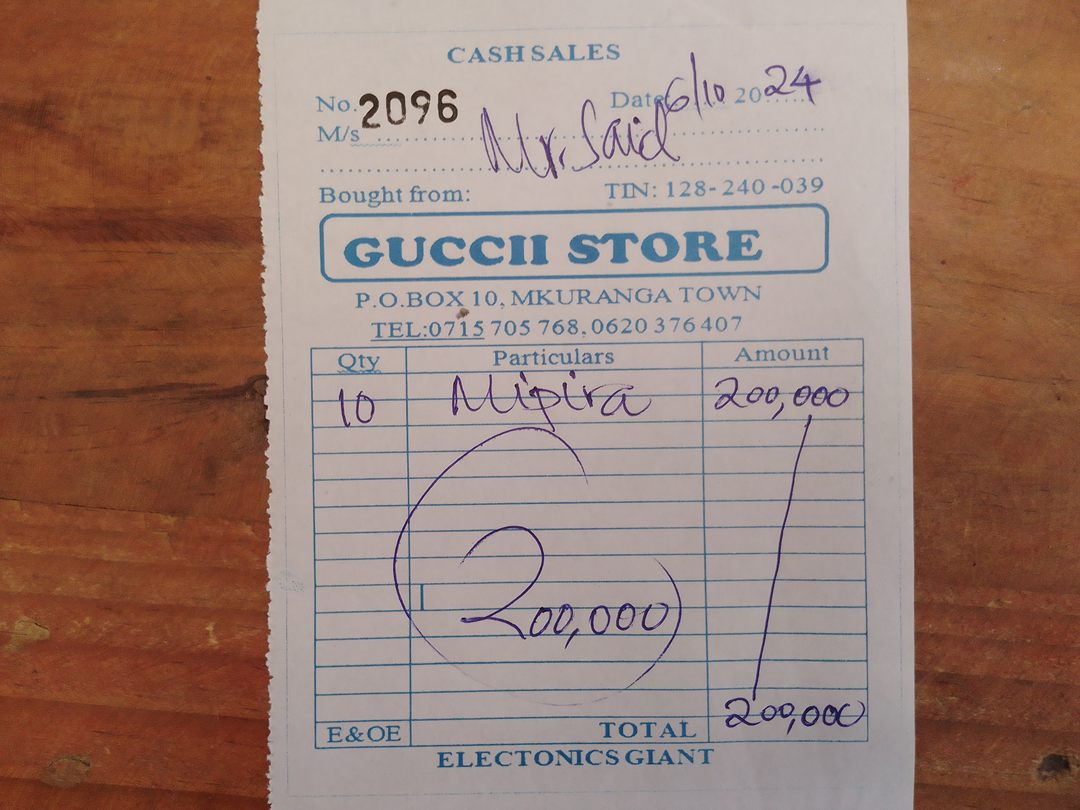 CASH SALES
No. 2096 Date 6/10 2024
M/s Mr. Said
Bought from: TIN: 128-240-039
GUCCII STORE
P.O.BOX 10, MKURANGA TOWN
TEL:0715 705 768, 0620 376 407
Qty Particulars Amount
10 Mipira 200,000
200,000
200,000
E&OE TOTAL
ELECTONICS GIANT